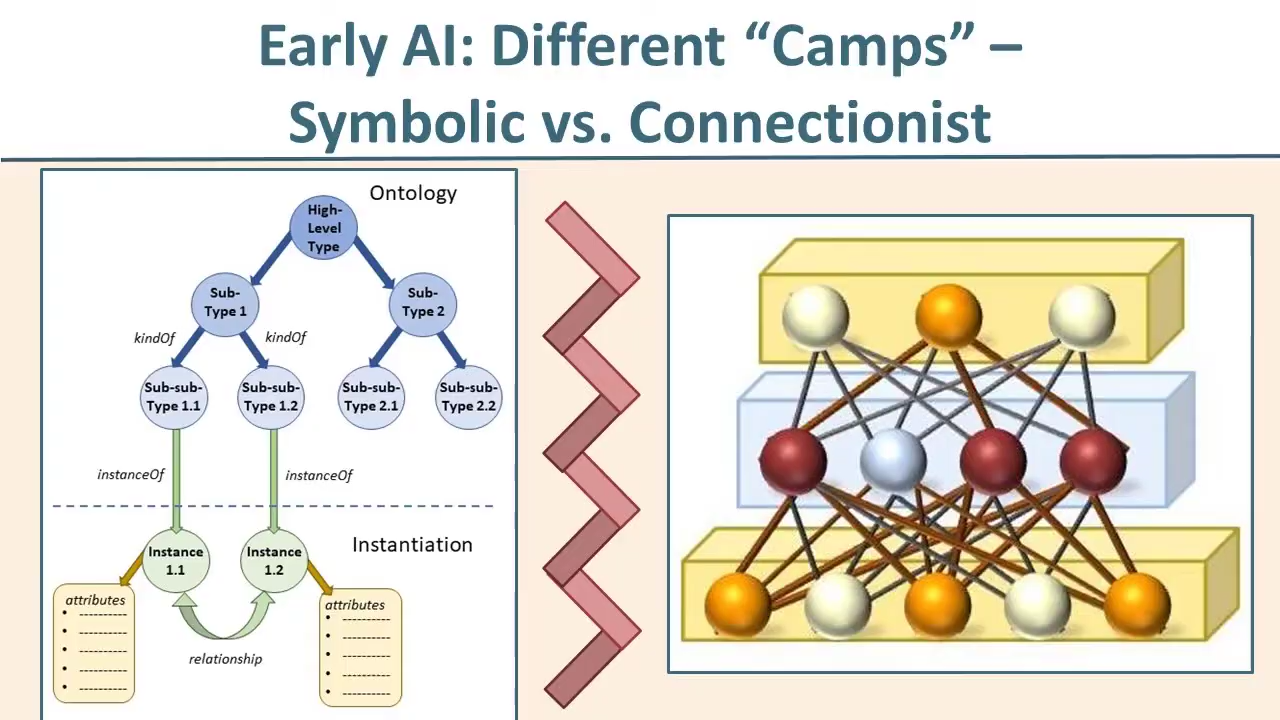 Early AI: Different “Camps” –
Symbolic vs. Connectionist
Ontology
High-
Level
Type
Sub-
Type 1
Sub-
Type 2
kindOf
kindOf
Sub-sub-
Type 1.1
Sub-sub-
Type 1.2
Sub-sub-
Type 2.1
Sub-sub-
Type 2.2
instanceOf
instanceOf
Instantiation
Instance
1.1
Instance
1.2
attributes
• ----------
• ----------
• ----------
• ----------
• ----------
attributes
• ----------
• ----------
• ----------
• ----------
• ----------
relationship